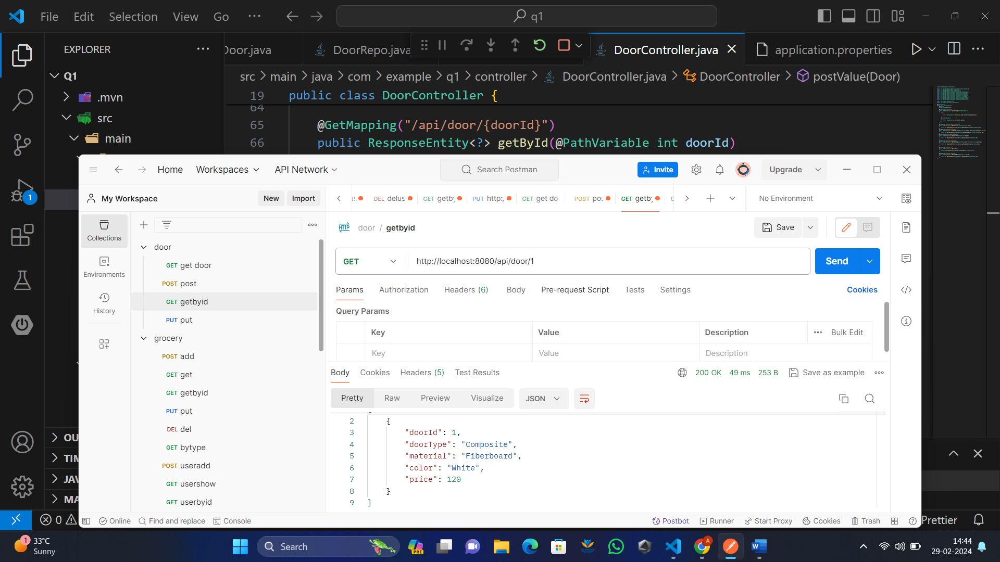 File Edit Selection View Go ··· q1
EXPLORER ···
Door.java DoorRepo.java DoorController.java application.properties ···
Q1
.mvn
src
main
src > main > java > com > example > q1 > controller > DoorController.java > DoorController > postValue(Door)
19 public class DoorController {
64
65 @GetMapping("/api/door/{doorId}")
66 public ResponseEntity<?> getById(@PathVariable int doorId)
1
Home Workspaces API Network Search Postman Invite Upgrade
My Workspace New Import
DEL delus GET getby PUT http:, GET get do POST pos GET getby No Environment
Collections
Environments
History
door
GET get door
POST post
GET getbyid
PUT put
grocery
POST add
GET get
GET getbyid
PUT put
DEL del
GET bytype
POST useradd
GET usershow
GET userbyid
HTTP door / getbyid Save
GET http://localhost:8080/api/door/1 Send
Params Authorization Headers (6) Body Pre-request Script Tests Settings Cookies
Query Params
Key Value Description ··· Bulk Edit
Key Value Description
Body Cookies Headers (5) Test Results 200 OK 49 ms 253 B Save as example
Pretty Raw Preview Visualize JSON
2 {
3 "doorId": 1,
4 "doorType": "Composite",
5 "material": "Fiberboard",
6 "color": "White",
7 "price": 120
8 }
9 ]
OU
TIM
JAV
MA
0
Online Find and replace Console Postbot Runner Start Proxy Cookies Trash
Prettier
1
33°C
Sunny
Search
PRE
A
W
14:44
29-02-2024